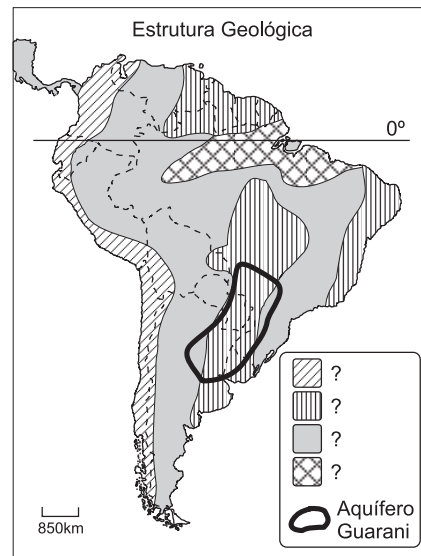 Estrutura Geológica
0º
?
?
?
?
Aquífero
Guarani
850km